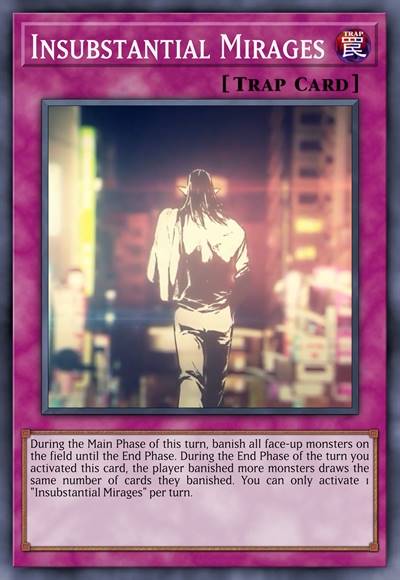 INSUBSTANTIAL MIRAGES
TRAP
罠
[TRAP CARD]
During the Main Phase of this turn, banish all face-up monsters on
the field until the End Phase. During the End Phase of the turn you
activated this card, the player banished more monsters draws the
same number of cards they banished. You can only activate 1
"Insubstantial Mirages" per turn.